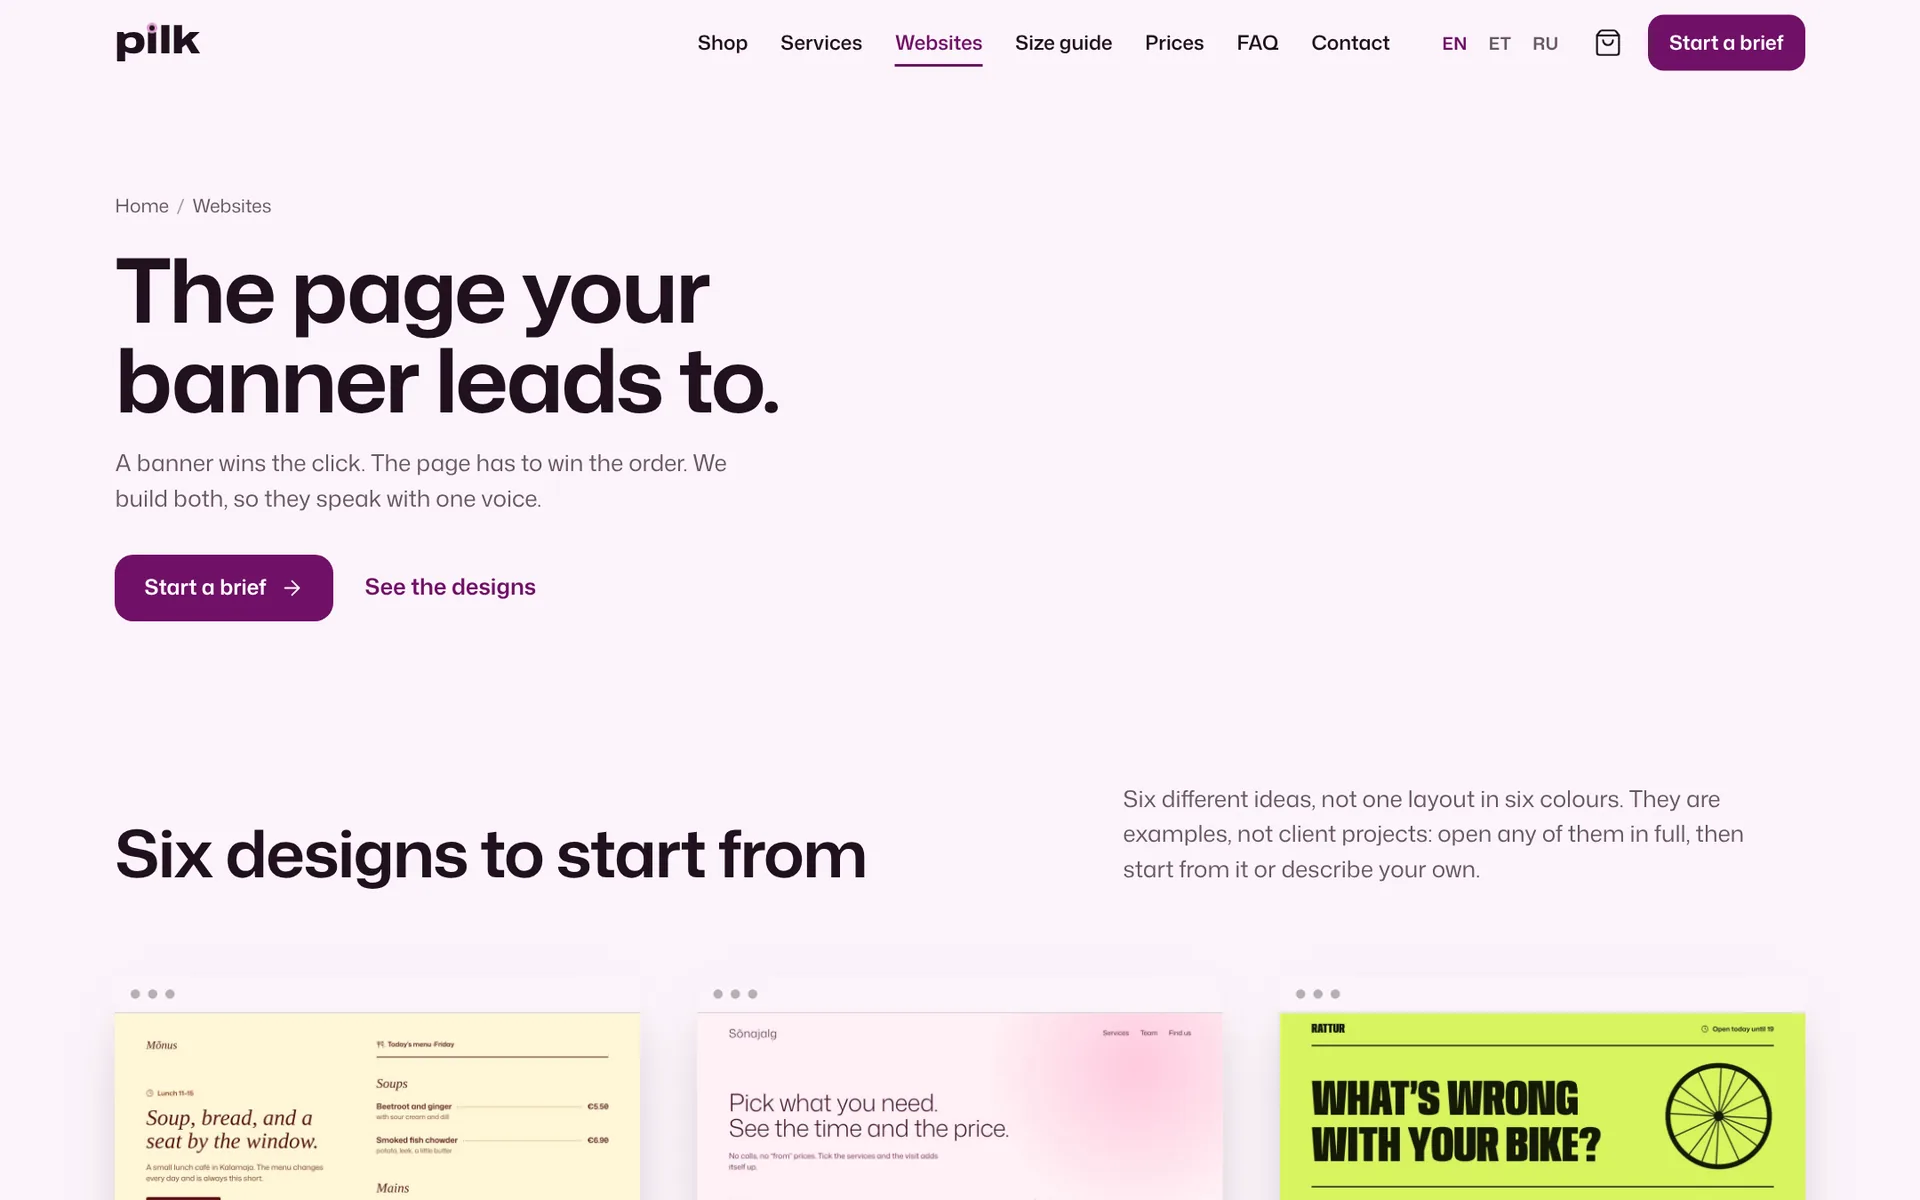 pilk
Shop Services Websites Size guide Prices FAQ Contact EN ET RU Start a brief
Home / Websites
The page your
banner leads to.
A banner wins the click. The page has to win the order. We
build both, so they speak with one voice.
Start a brief → See the designs
Six designs to start from
Six different ideas, not one layout in six colours. They are
examples, not client projects: open any of them in full, then
start from it or describe your own.
Mõnus
Lunch 11–15
Soup, bread, and a
seat by the window.
A small lunch café in Kalamaja. The menu changes
every day and is always this short.
Today's menu Friday
Soups
Beetroot and ginger €5.50
with sour cream and dill
Smoked fish chowder €6.90
potato, leek, a little butter
Mains
Sõnajalg
Services Team Find us
Pick what you need.
See the time and the price.
No calls, no "from" prices. Tick the services and the visit adds
itself up.
RATTUR
Open today until 19
WHAT'S WRONG
WITH YOUR BIKE?